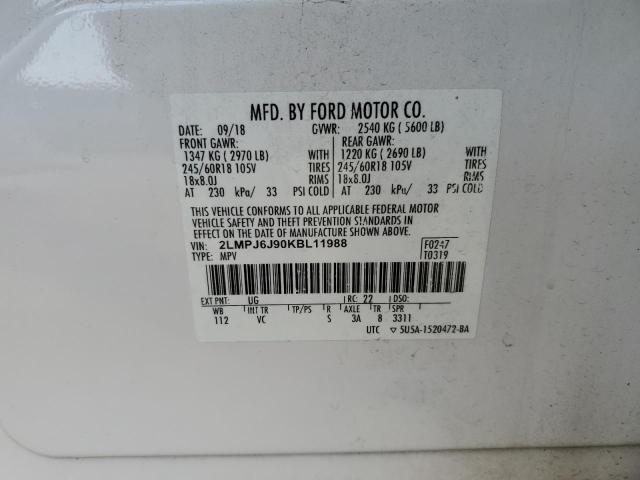 MFD. BY FORD MOTOR CO.
DATE: 09/18 GVWR: 2540 KG ( 5600 LB)
FRONT GAWR: REAR GAWR:
1347 KG ( 2970 LB) WITH 1220 KG ( 2690 LB) WITH
245/60R18 105V TIRES 245/60R18 105V TIRES
18x8.0J RIMS 18x8.0J RIMS
AT 230 kPa/ 33 PSI COLD AT 230 kPa/ 33 PSI COLD
THIS VEHICLE CONFORMS TO ALL APPLICABLE FEDERAL MOTOR
VEHICLE SAFETY AND THEFT PREVENTION STANDARDS IN
EFFECT ON THE DATE OF MANUFACTURE SHOWN ABOVE.
VIN: 2LMPJ6J90KBL11988 F0247
TYPE: MPV T0319
EXT PNT: UG RC: 22 DSO:
WB INT TR TP/PS R AXLE TR SPR
112 VC S 3A 8 3311
UTC ▽ 5U5A-1520472-BA